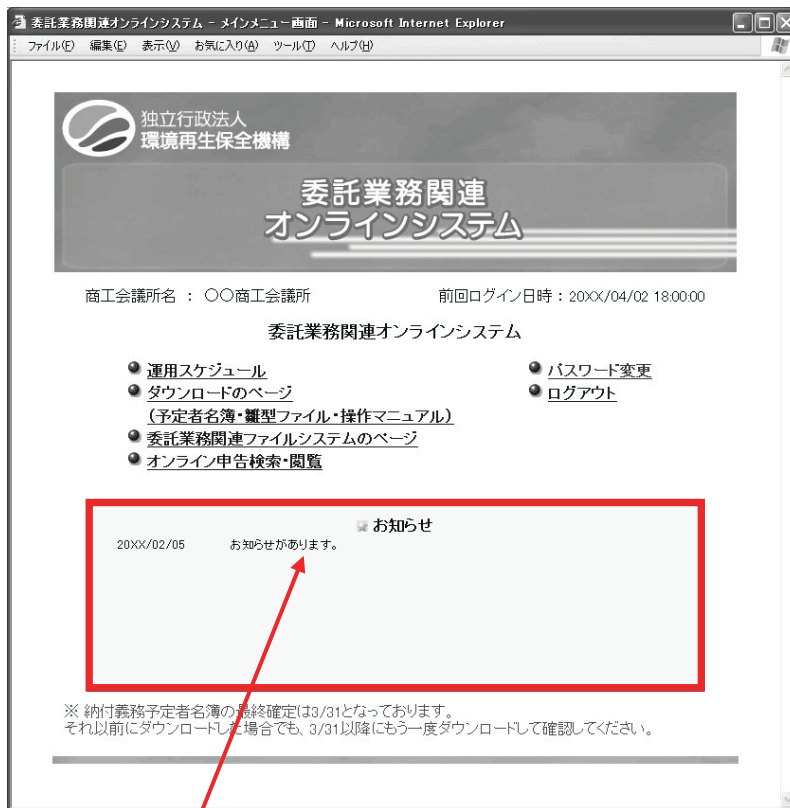 委託業務関連オンラインシステム - メインメニュー画面 - Microsoft Internet Explorer
ファイル(F) 編集(E) 表示(V) お気に入り(A) ツール(T) ヘルプ(H)
独立行政法人
環境再生保全機構
委託業務関連
オンラインシステム
商工会議所名 : 〇〇商工会議所 前回ログイン日時:20XX/04/02 18:00:00
委託業務関連オンラインシステム
運用スケジュール パスワード変更
ダウンロードのページ ログアウト
(予定者名簿・雛型ファイル・操作マニュアル)
委託業務関連ファイルシステムのページ
オンライン申告検索・閲覧
お知らせ
20XX/02/05 お知らせがあります。
※ 納付義務予定者名簿の最終確定は3/31となっております。
それ以前にダウンロードした場合でも、3/31以降にもう一度ダウンロードして確認してください。